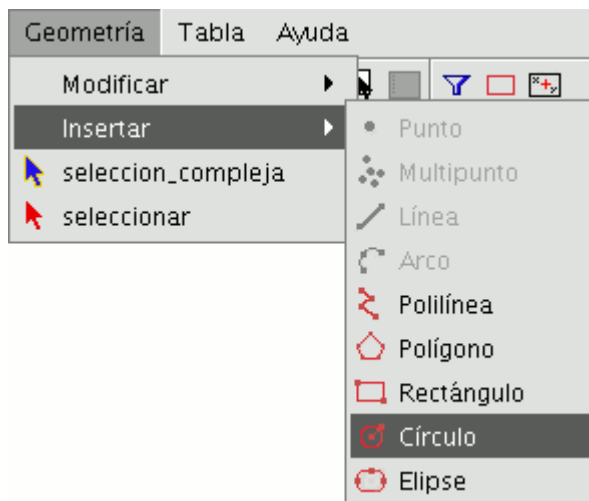 Geometría Tabla Ayuda
Modificar
Insertar
seleccion_compleja
seleccionar
Punto
Multipunto
Línea
Arco
Polilínea
Polígono
Rectángulo
Círculo
Elipse